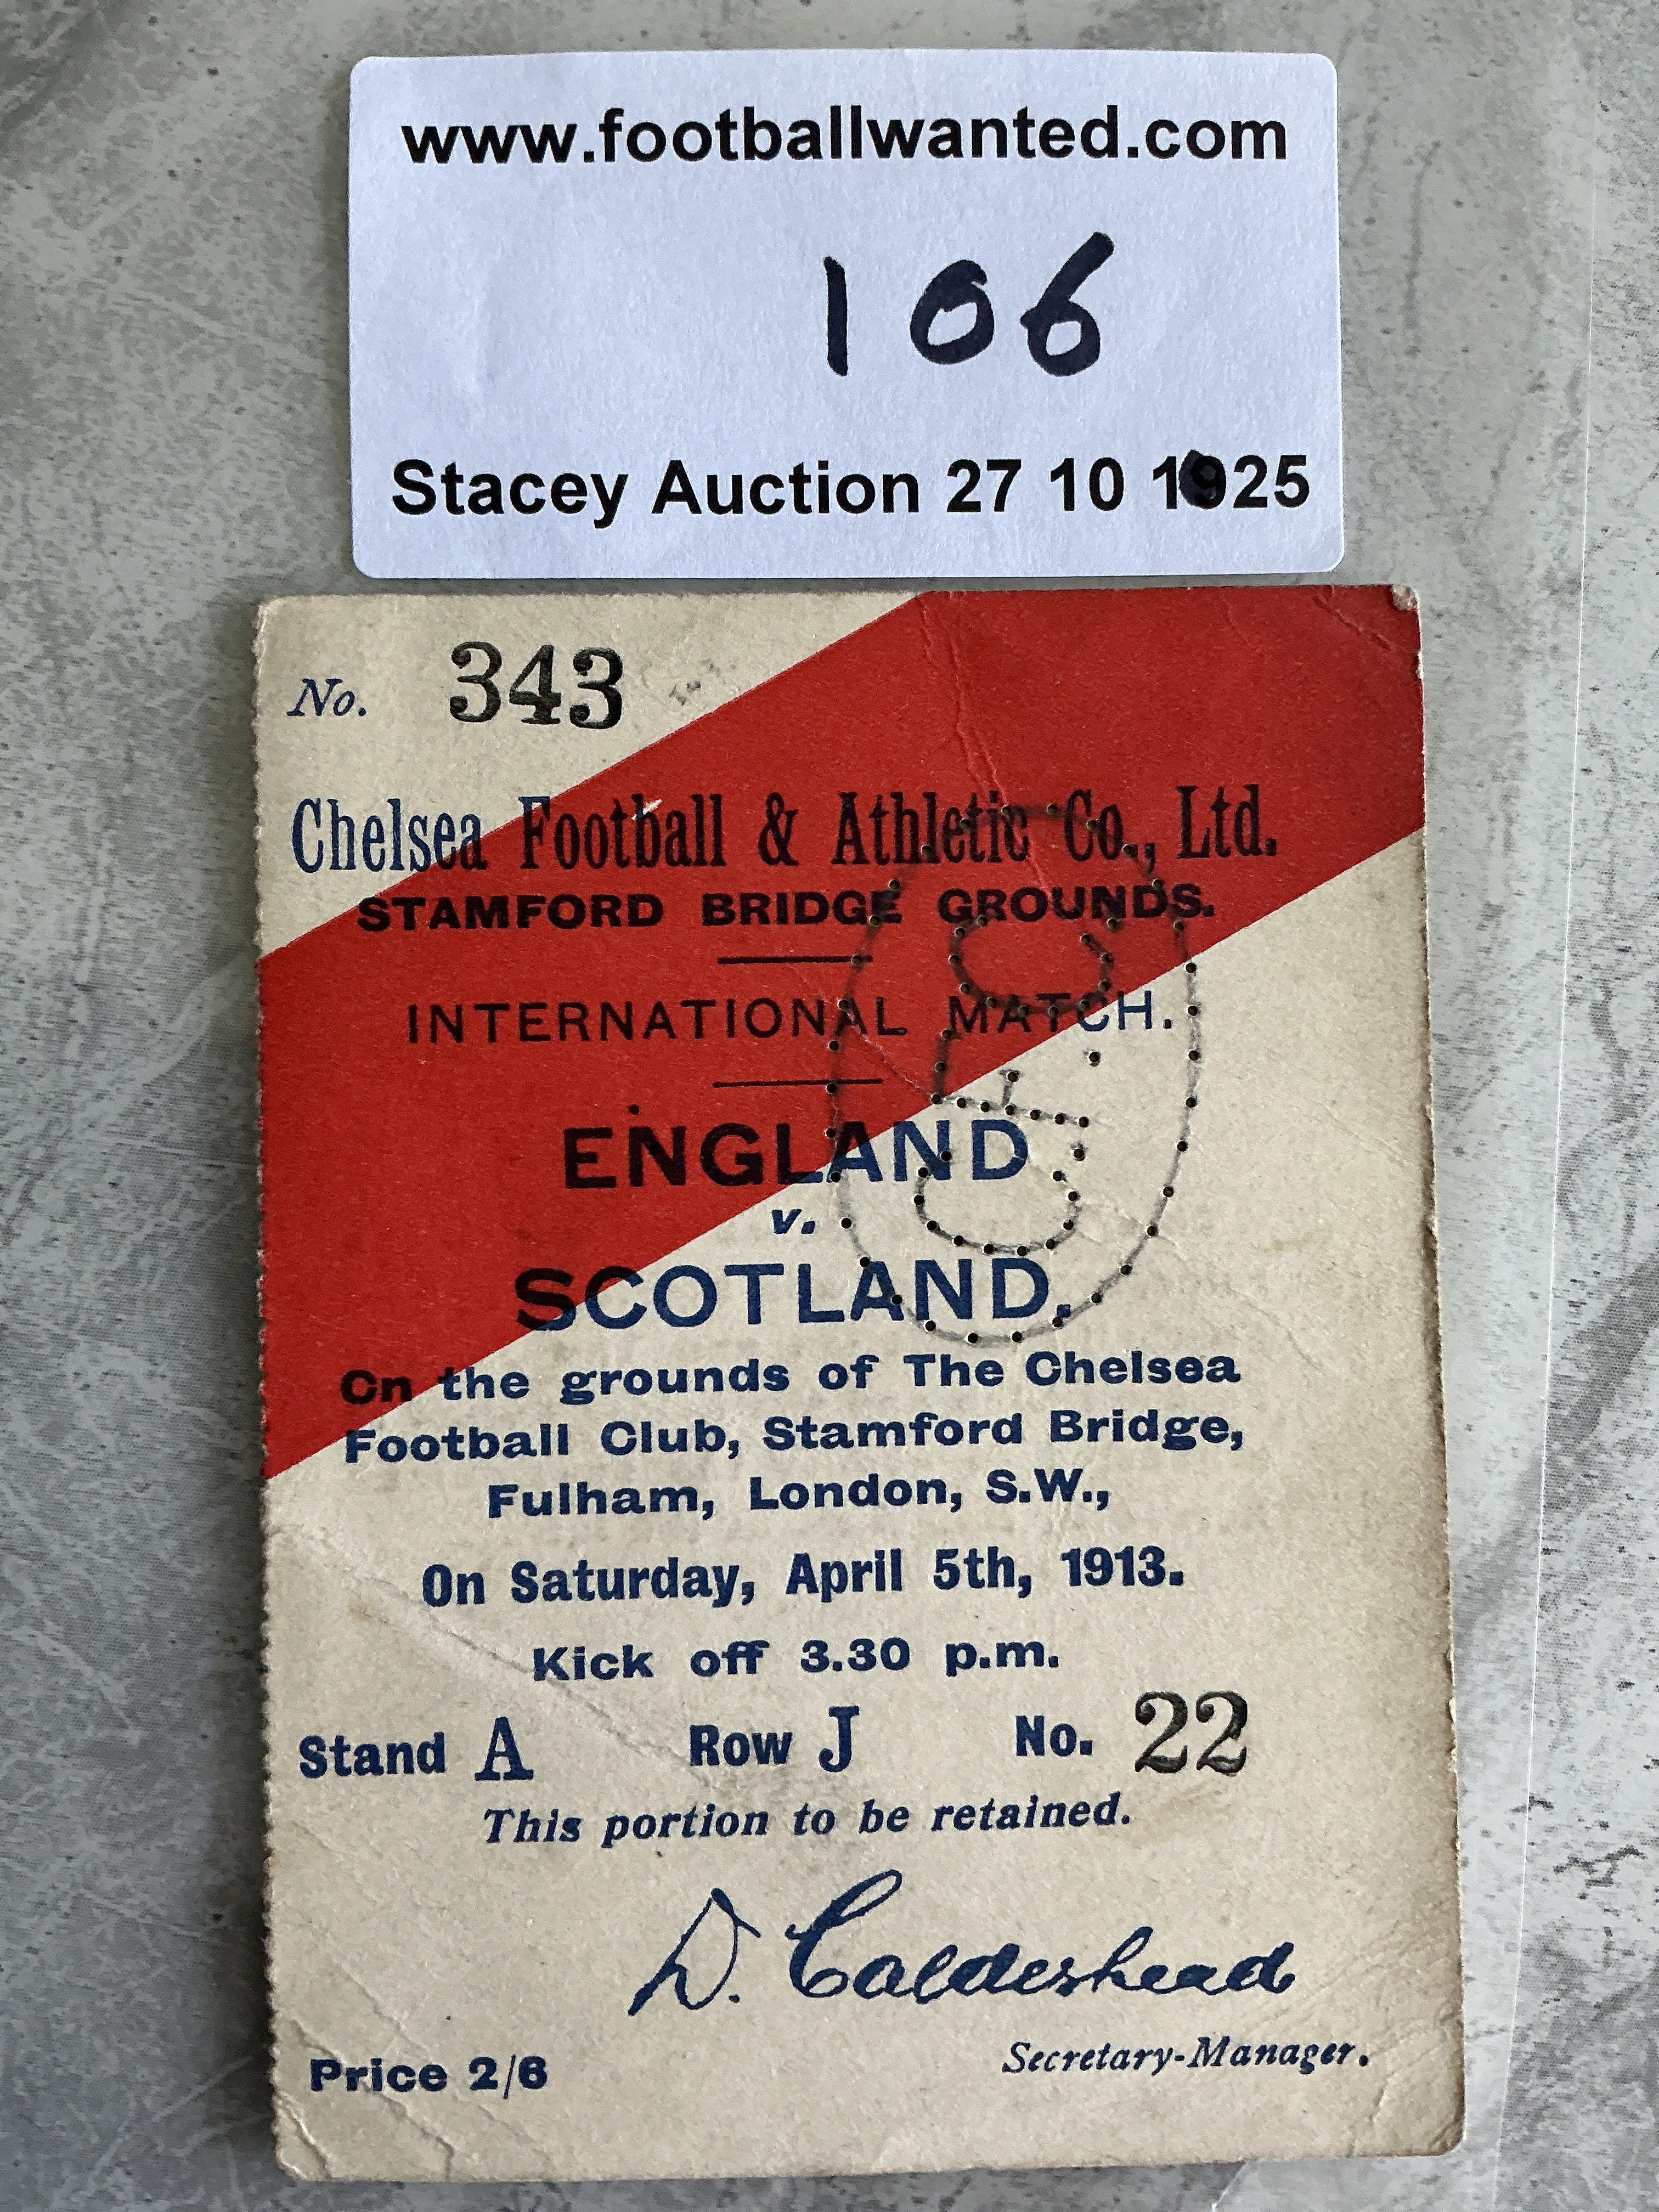 www.footballwanted.com
106
Stacey Auction 27 10 1925
No. 343
Chelsea Football & Athletic Co., Ltd.
STAMFORD BRIDGE GROUNDS.
INTERNATIONAL MATCH.
ENGLAND
v.
SCOTLAND.
On the grounds of The Chelsea
Football Club, Stamford Bridge,
Fulham, London, S.W.,
On Saturday, April 5th, 1913.
Kick off 3.30 p.m.
Stand A Row J No. 22
This portion to be retained.
D. Calderhead
Secretary-Manager.
Price 2/6